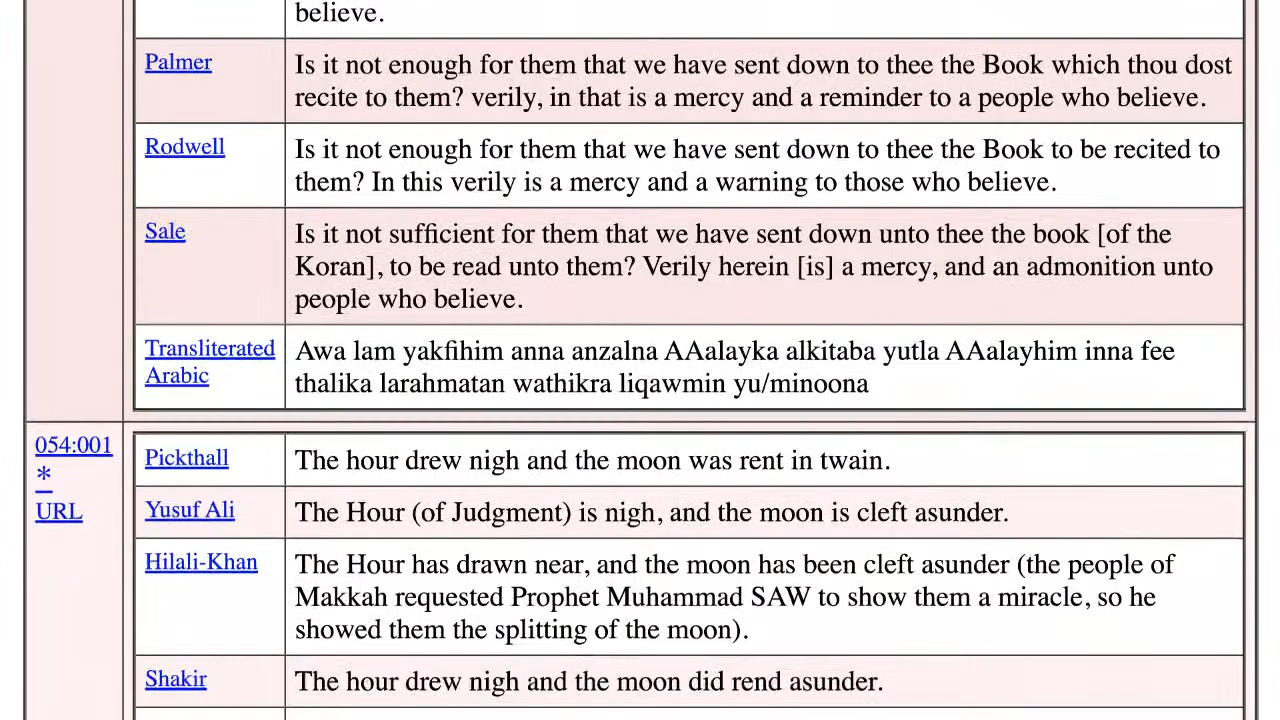 believe.
Palmer
Is it not enough for them that we have sent down to thee the Book which thou dost
recite to them? verily, in that is a mercy and a reminder to a people who believe.
Rodwell
Is it not enough for them that we have sent down to thee the Book to be recited to
them? In this verily is a mercy and a warning to those who believe.
Sale
Is it not sufficient for them that we have sent down unto thee the book [of the
Koran], to be read unto them? Verily herein [is] a mercy, and an admonition unto
people who believe.
Transliterated
Arabic
Awa lam yakfihim anna anzalna AAalayka alkitaba yutla AAalayhim inna fee
thalika larahmatan wathikra liqawmin yu/minoona
054:001
*
URL
Pickthall
The hour drew nigh and the moon was rent in twain.
Yusuf Ali
The Hour (of Judgment) is nigh, and the moon is cleft asunder.
Hilali-Khan
The Hour has drawn near, and the moon has been cleft asunder (the people of
Makkah requested Prophet Muhammad SAW to show them a miracle, so he
showed them the splitting of the moon).
Shakir
The hour drew nigh and the moon did rend asunder.